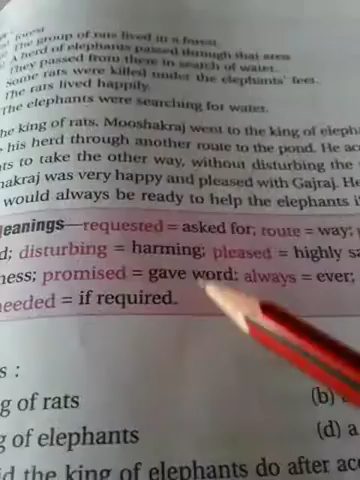 forest
The group of rats lived in a forest.
A herd of elephants passed through that area
They passed from there in search of water.
Some rats were killed under the elephants' feet.
The rats lived happily.
The elephants were searching for water.
he king of rats, Mooshakraj went to the king of eleph
his herd through another route to the pond. He ac
ts to take the other way, without disturbing the
hakraj was very happy and pleased with Gajraj. He
would always be ready to help the elephants i
eanings—requested = asked for; route = way;
d; disturbing = harming; pleased = highly sa
ness; promised = gave word; always = ever;
needed = if required.
s :
g of rats
(b)
g of elephants
(d) a
d the king of elephants do after acc